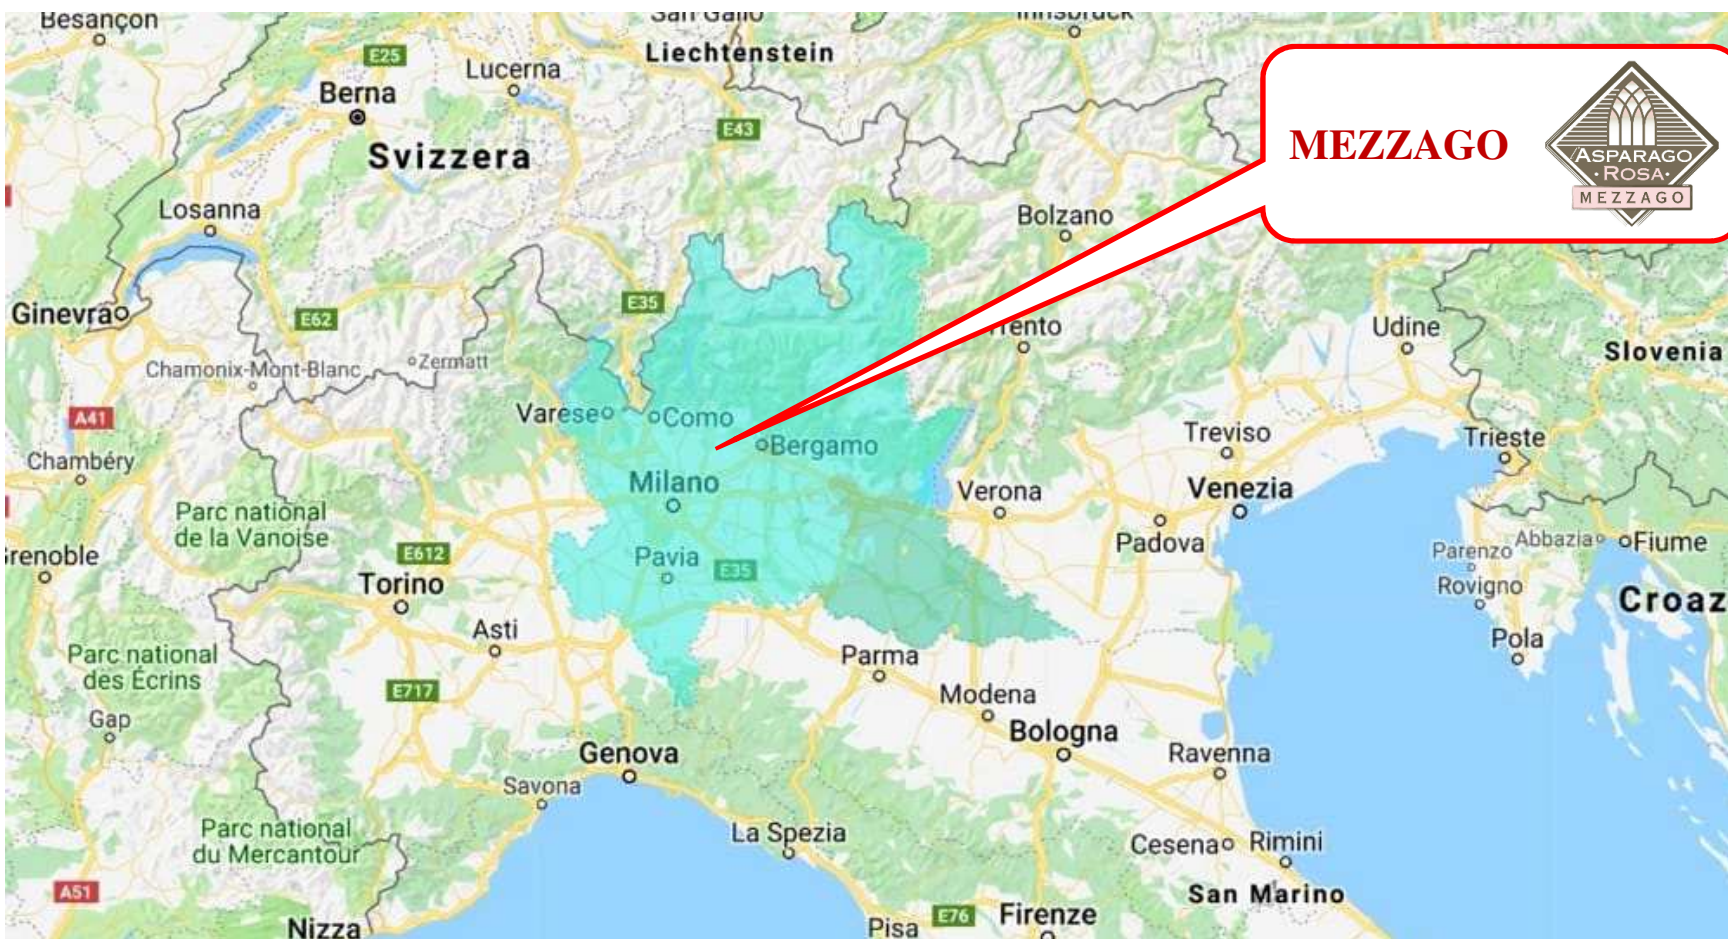 Besançon
San Gallo
Innsbruck
E25
Liechtenstein
Lucerna
Berna
E43
Svizzera
MEZZAGO
ASPARAGO
·ROSA·
MEZZAGO
Losanna
Bolzano
Ginevra
E62
E35
Trento
Udine
Slovenia
Chamonix-Mont-Blanc
Zermatt
A41
Varese
Como
Bergamo
Treviso
Trieste
Chambéry
Milano
Verona
Venezia
Parc national
de la Vanoise
Padova
Abbazia
Fiume
Parenzo
Grenoble
E612
Pavia
E35
Torino
Rovigno
Croaz
Asti
Pola
Parc national
des Écrins
Parma
E717
Modena
Gap
Bologna
Genova
Ravenna
Savona
Parc national
du Mercantour
La Spezia
Cesena
Rimini
A51
San Marino
Nizza
Pisa
E76
Firenze